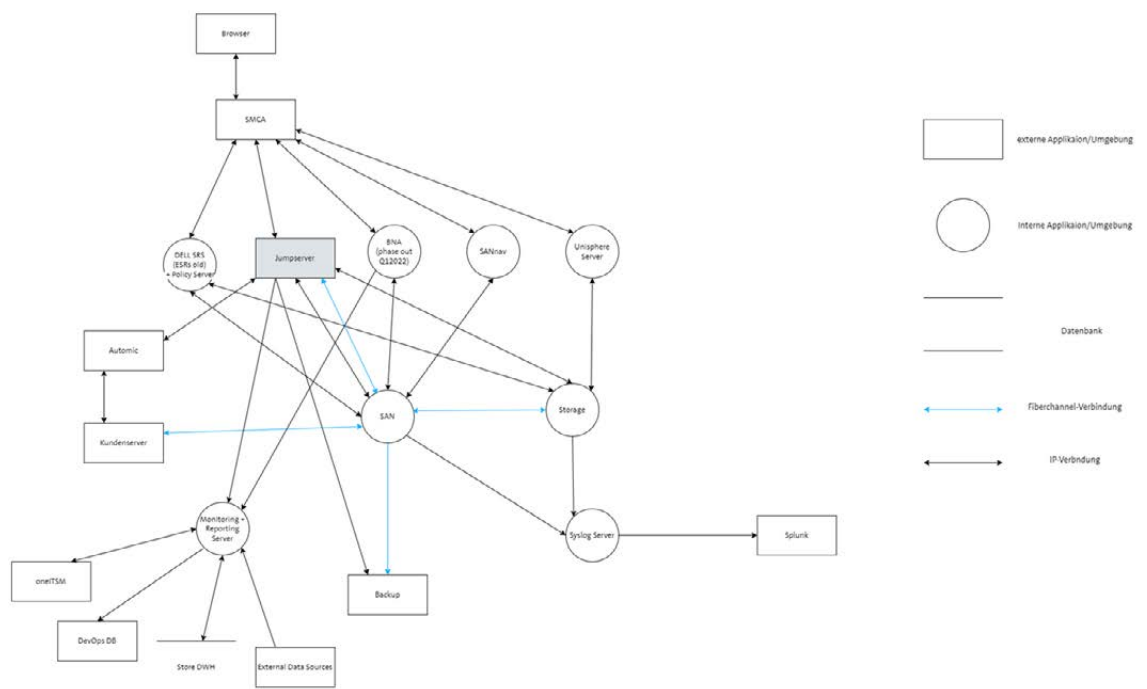 Browser
SMCA
externe Applikaion/Umgebung
Interne Applikaion/Umgebung
DELL SRS
(ESRs old)
+ Policy Server
Jumpserver
BNA
(phase out
Q12022)
SANnav
Unisphere
Server
Datenbank
Automic
Storage
SAN
Fiberchannel-Verbindung
Kundenserver
IP-Verbndung
Monitoring +
Reporting
Server
Syslog Server
Splunk
oneITSM
Backup
DevOps DB
Store DWH
External Data Sources